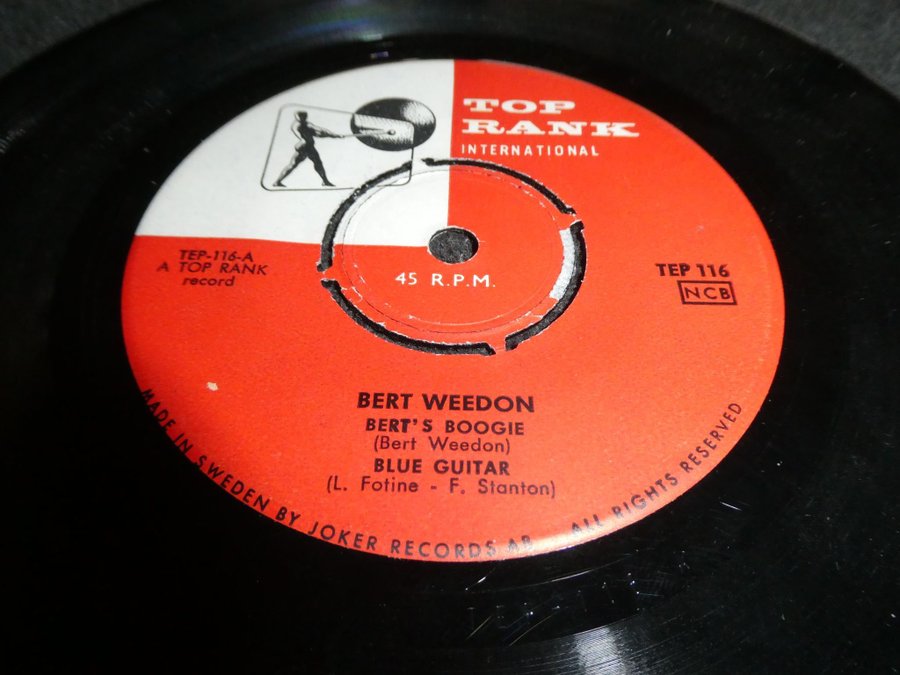 TOP
RANK
INTERNATIONAL
TEP-116-A
A TOP RANK
record
45 R.P.M.
TEP 116
NCB
BERT WEEDON
BERT'S BOOGIE
(Bert Weedon)
BLUE GUITAR
(L. Fotine - F. Stanton)
MADE IN SWEDEN BY JOKER RECORDS AB ALL RIGHTS RESERVED